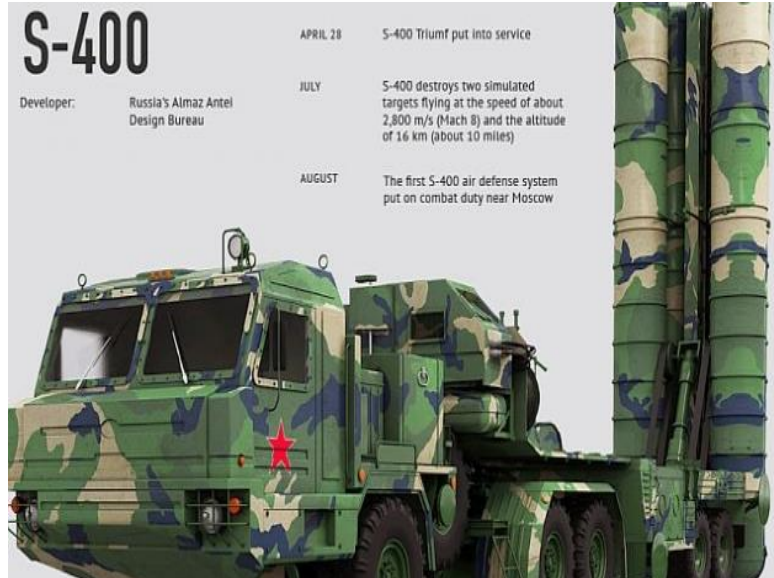 S-400
Developer:
Russia's Almaz Antei
Design Bureau
APRIL 28
S-400 Triumf put into service
JULY
S-400 destroys two simulated
targets flying at the speed of about
2,800 m/s (Mach 8) and the altitude
of 16 km (about 10 miles)
AUGUST
The first S-400 air defense system
put on combat duty near Moscow